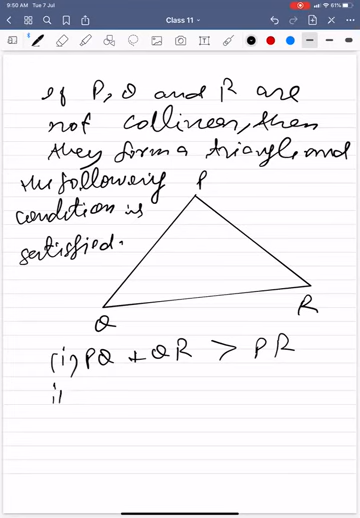 9:50 AM Tue 7 Jul
61%
Class 11
If P, Q and R are
not collinear, then
they form a triangle and
the following
condition is
satisfied.
P
Q
R
(i) PQ + QR > PR
ii